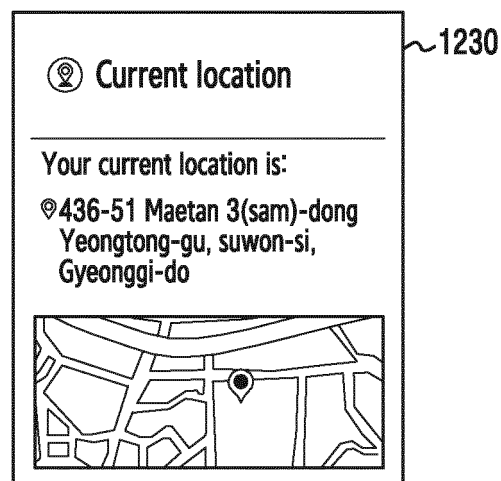 1230
Current location
Your current location is:
436-51 Maetan 3(sam)-dong
Yeongtong-gu, suwon-si,
Gyeonggi-do